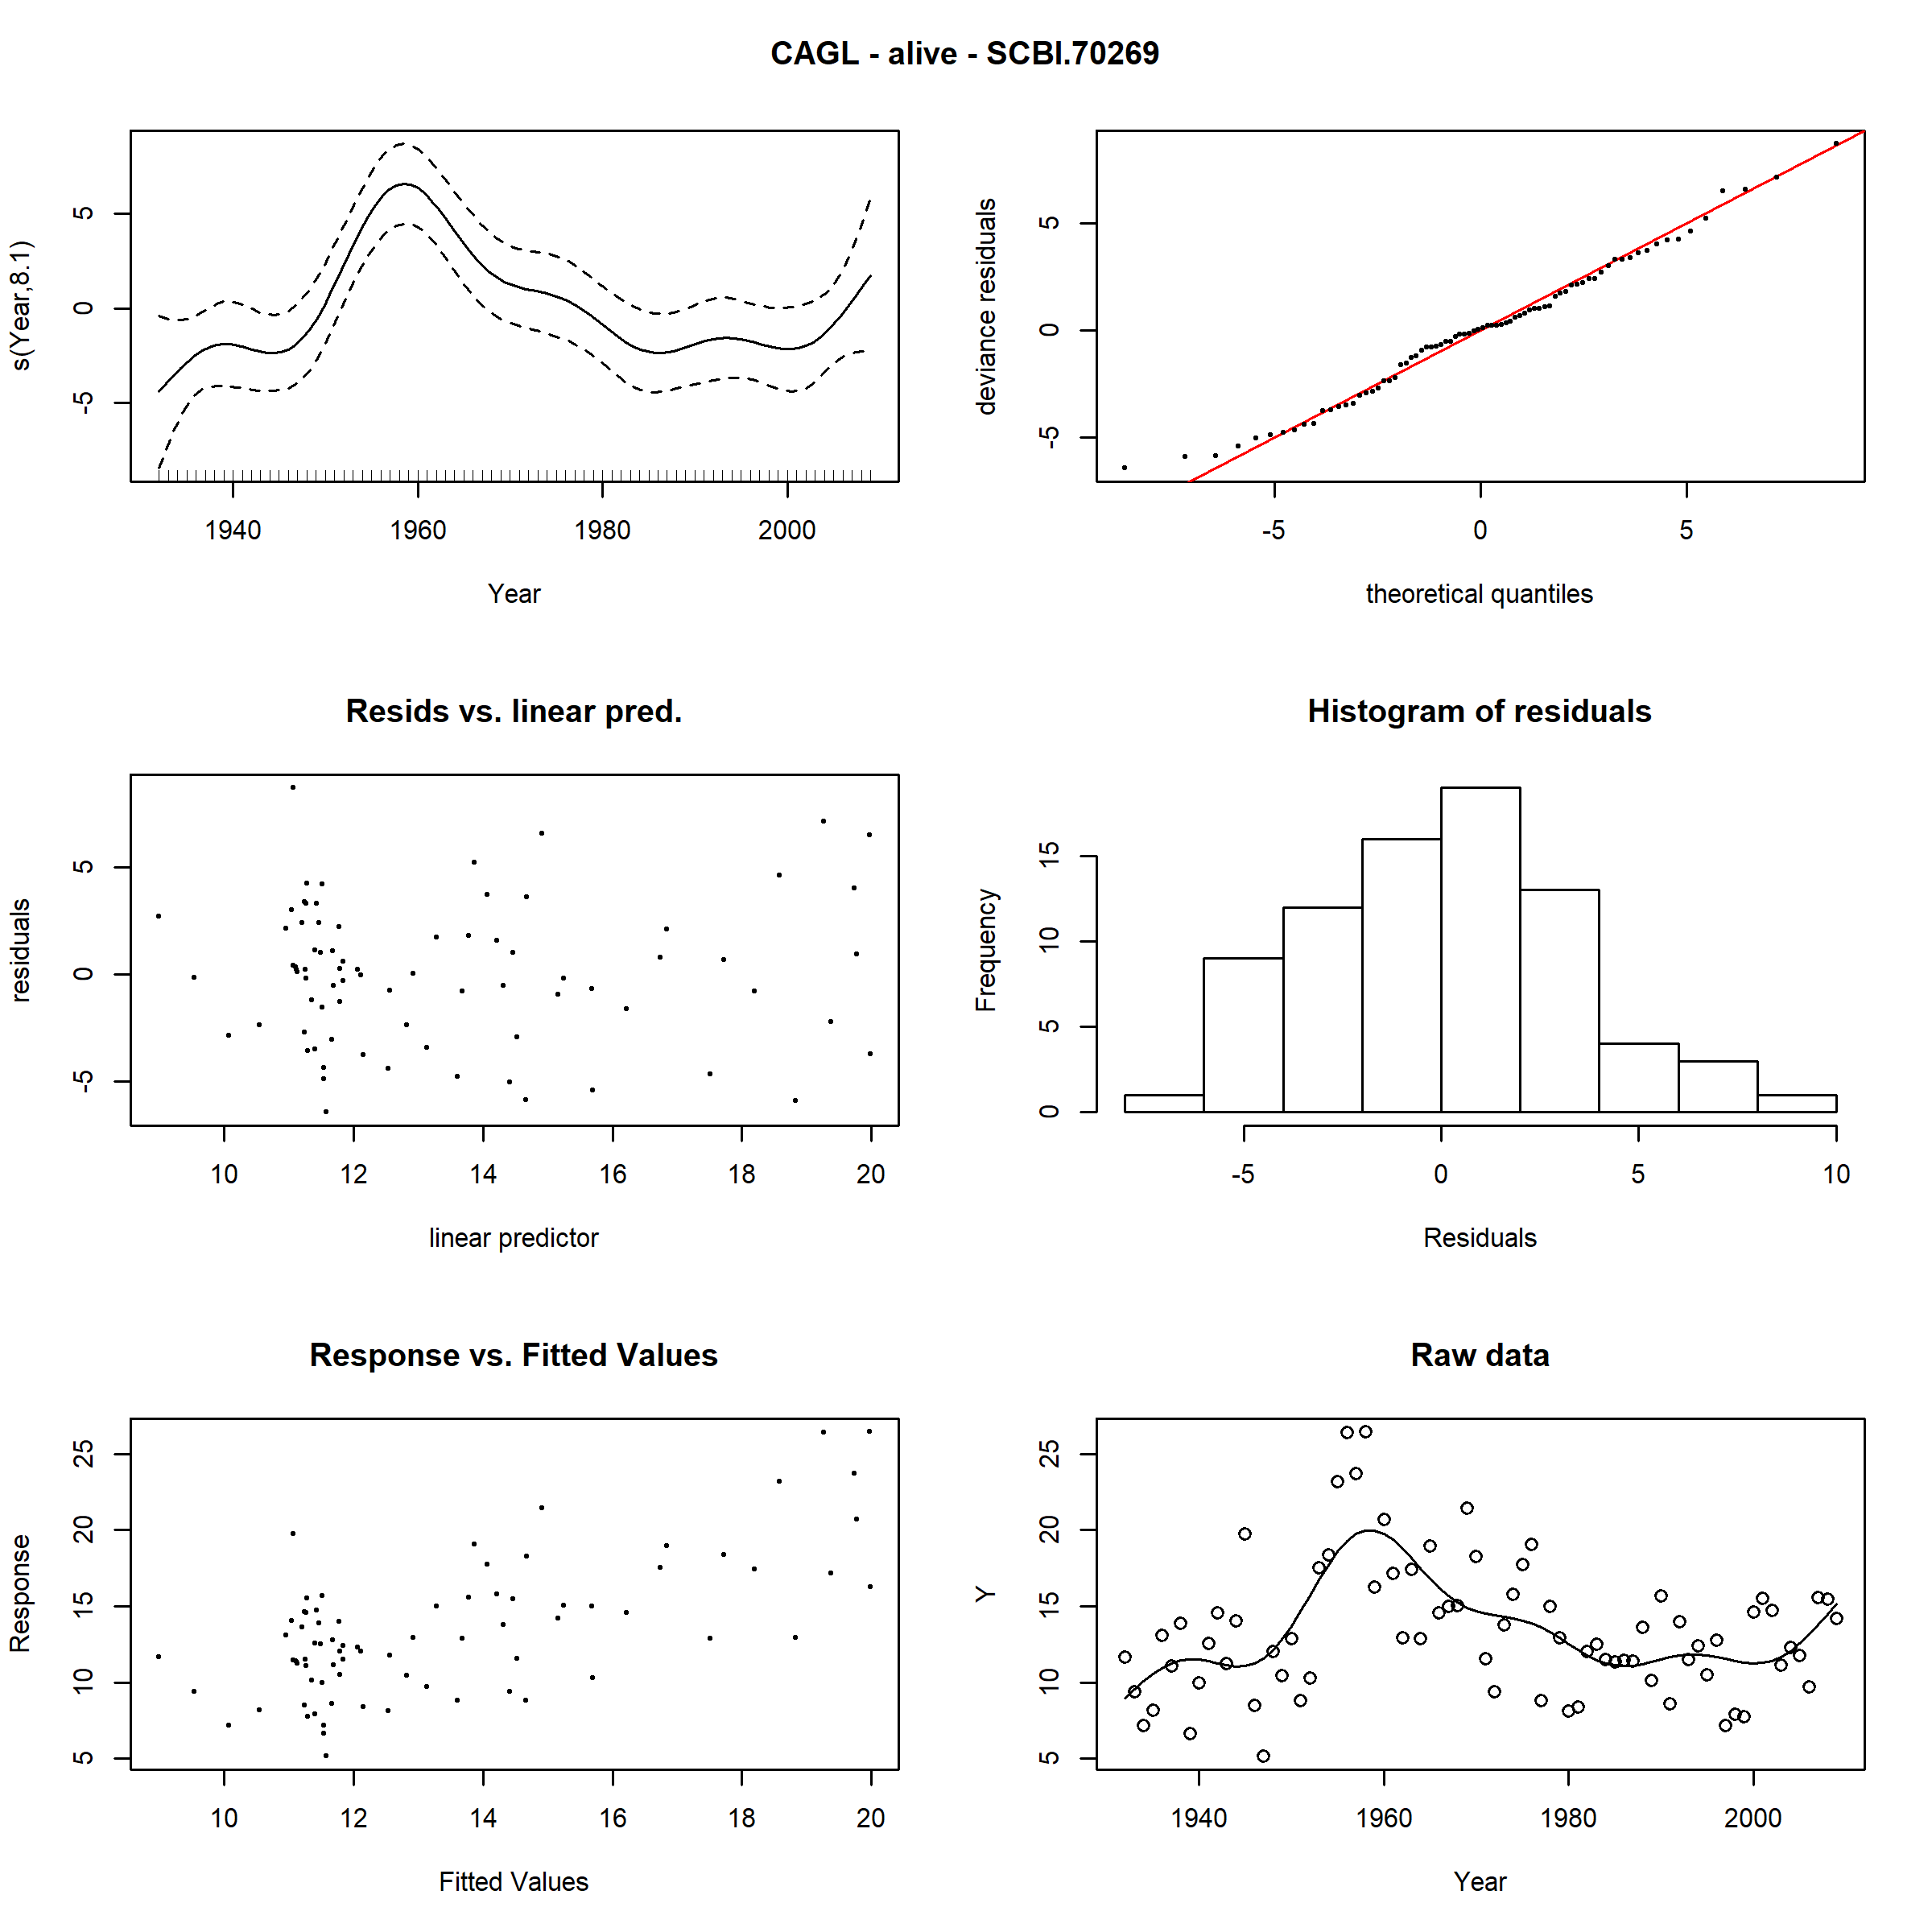 CAGL - alive - SCBI.70269
s(Year,8.1)
5
0
-5
1940 1960 1980 2000
Year
deviance residuals
5
0
-5
-5 0 5
theoretical quantiles
Resids vs. linear pred.
residuals
5
0
-5
10 12 14 16 18 20
linear predictor
Histogram of residuals
Frequency
15
10
5
0
-5 0 5 10
Residuals
Response vs. Fitted Values
Response
25
20
15
10
5
10 12 14 16 18 20
Fitted Values
Raw data
Y
25
20
15
10
5
1940 1960 1980 2000
Year